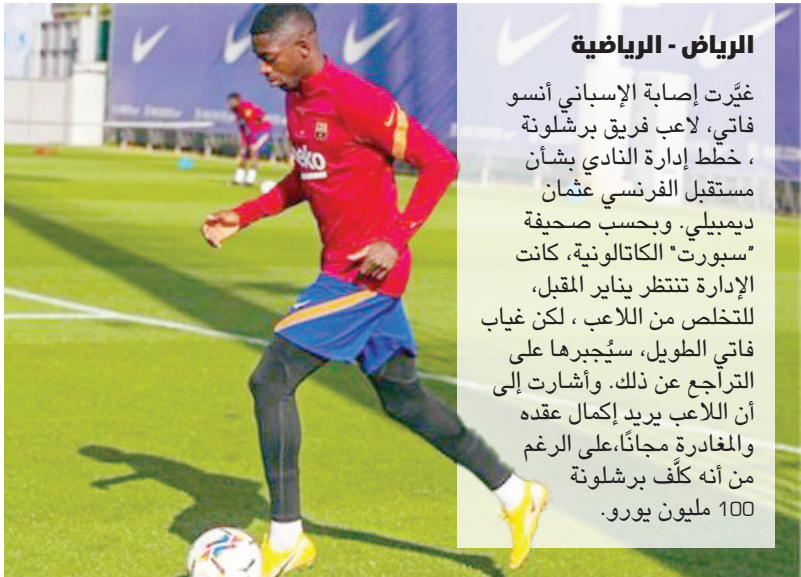 الرياض - الرياضية
غيَّرت إصابة الإسباني أنسو
فاتي، لاعب فريق برشلونة
، خطط إدارة النادي بشأن
مستقبل الفرنسي عثمان
ديمبيلي. وبحسب صحيفة
"سبورت" الكاتالونية، كانت
الإدارة تنتظر يناير المقبل،
للتخلص من اللاعب ، لكن غياب
فاتي الطويل، سيُجبرها على
التراجع عن ذلك. وأشارت إلى
أن اللاعب يريد إكمال عقده
والمغادرة مجانًا،على الرغم
من أنه كلَّف برشلونة
100 مليون يورو.
eko